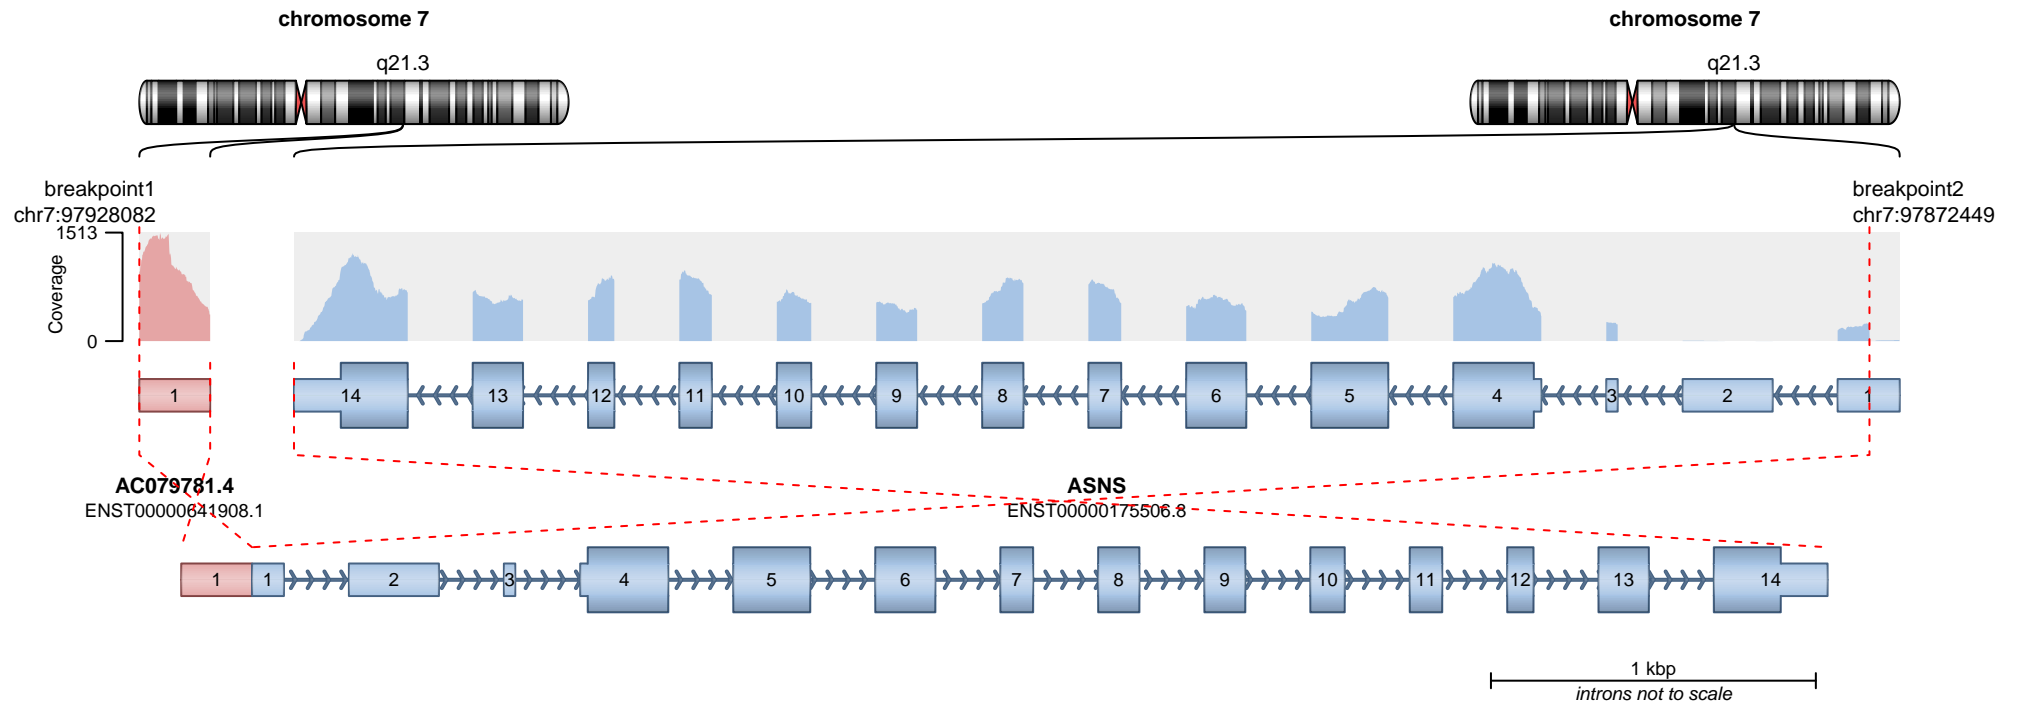 chromosome 7
chromosome 7
q21.3
q21.3
breakpoint1
chr7:97928082
breakpoint2
chr7:97872449
1513
Coverage
0
1
14
13
12
11
10
9
8
7
6
5
4
3
2
1
AC079781.4
ENST00000641908.1
ASNS
ENST00000175506.8
1
1
2
3
4
5
6
7
8
9
10
11
12
13
14
1 kbp
introns not to scale